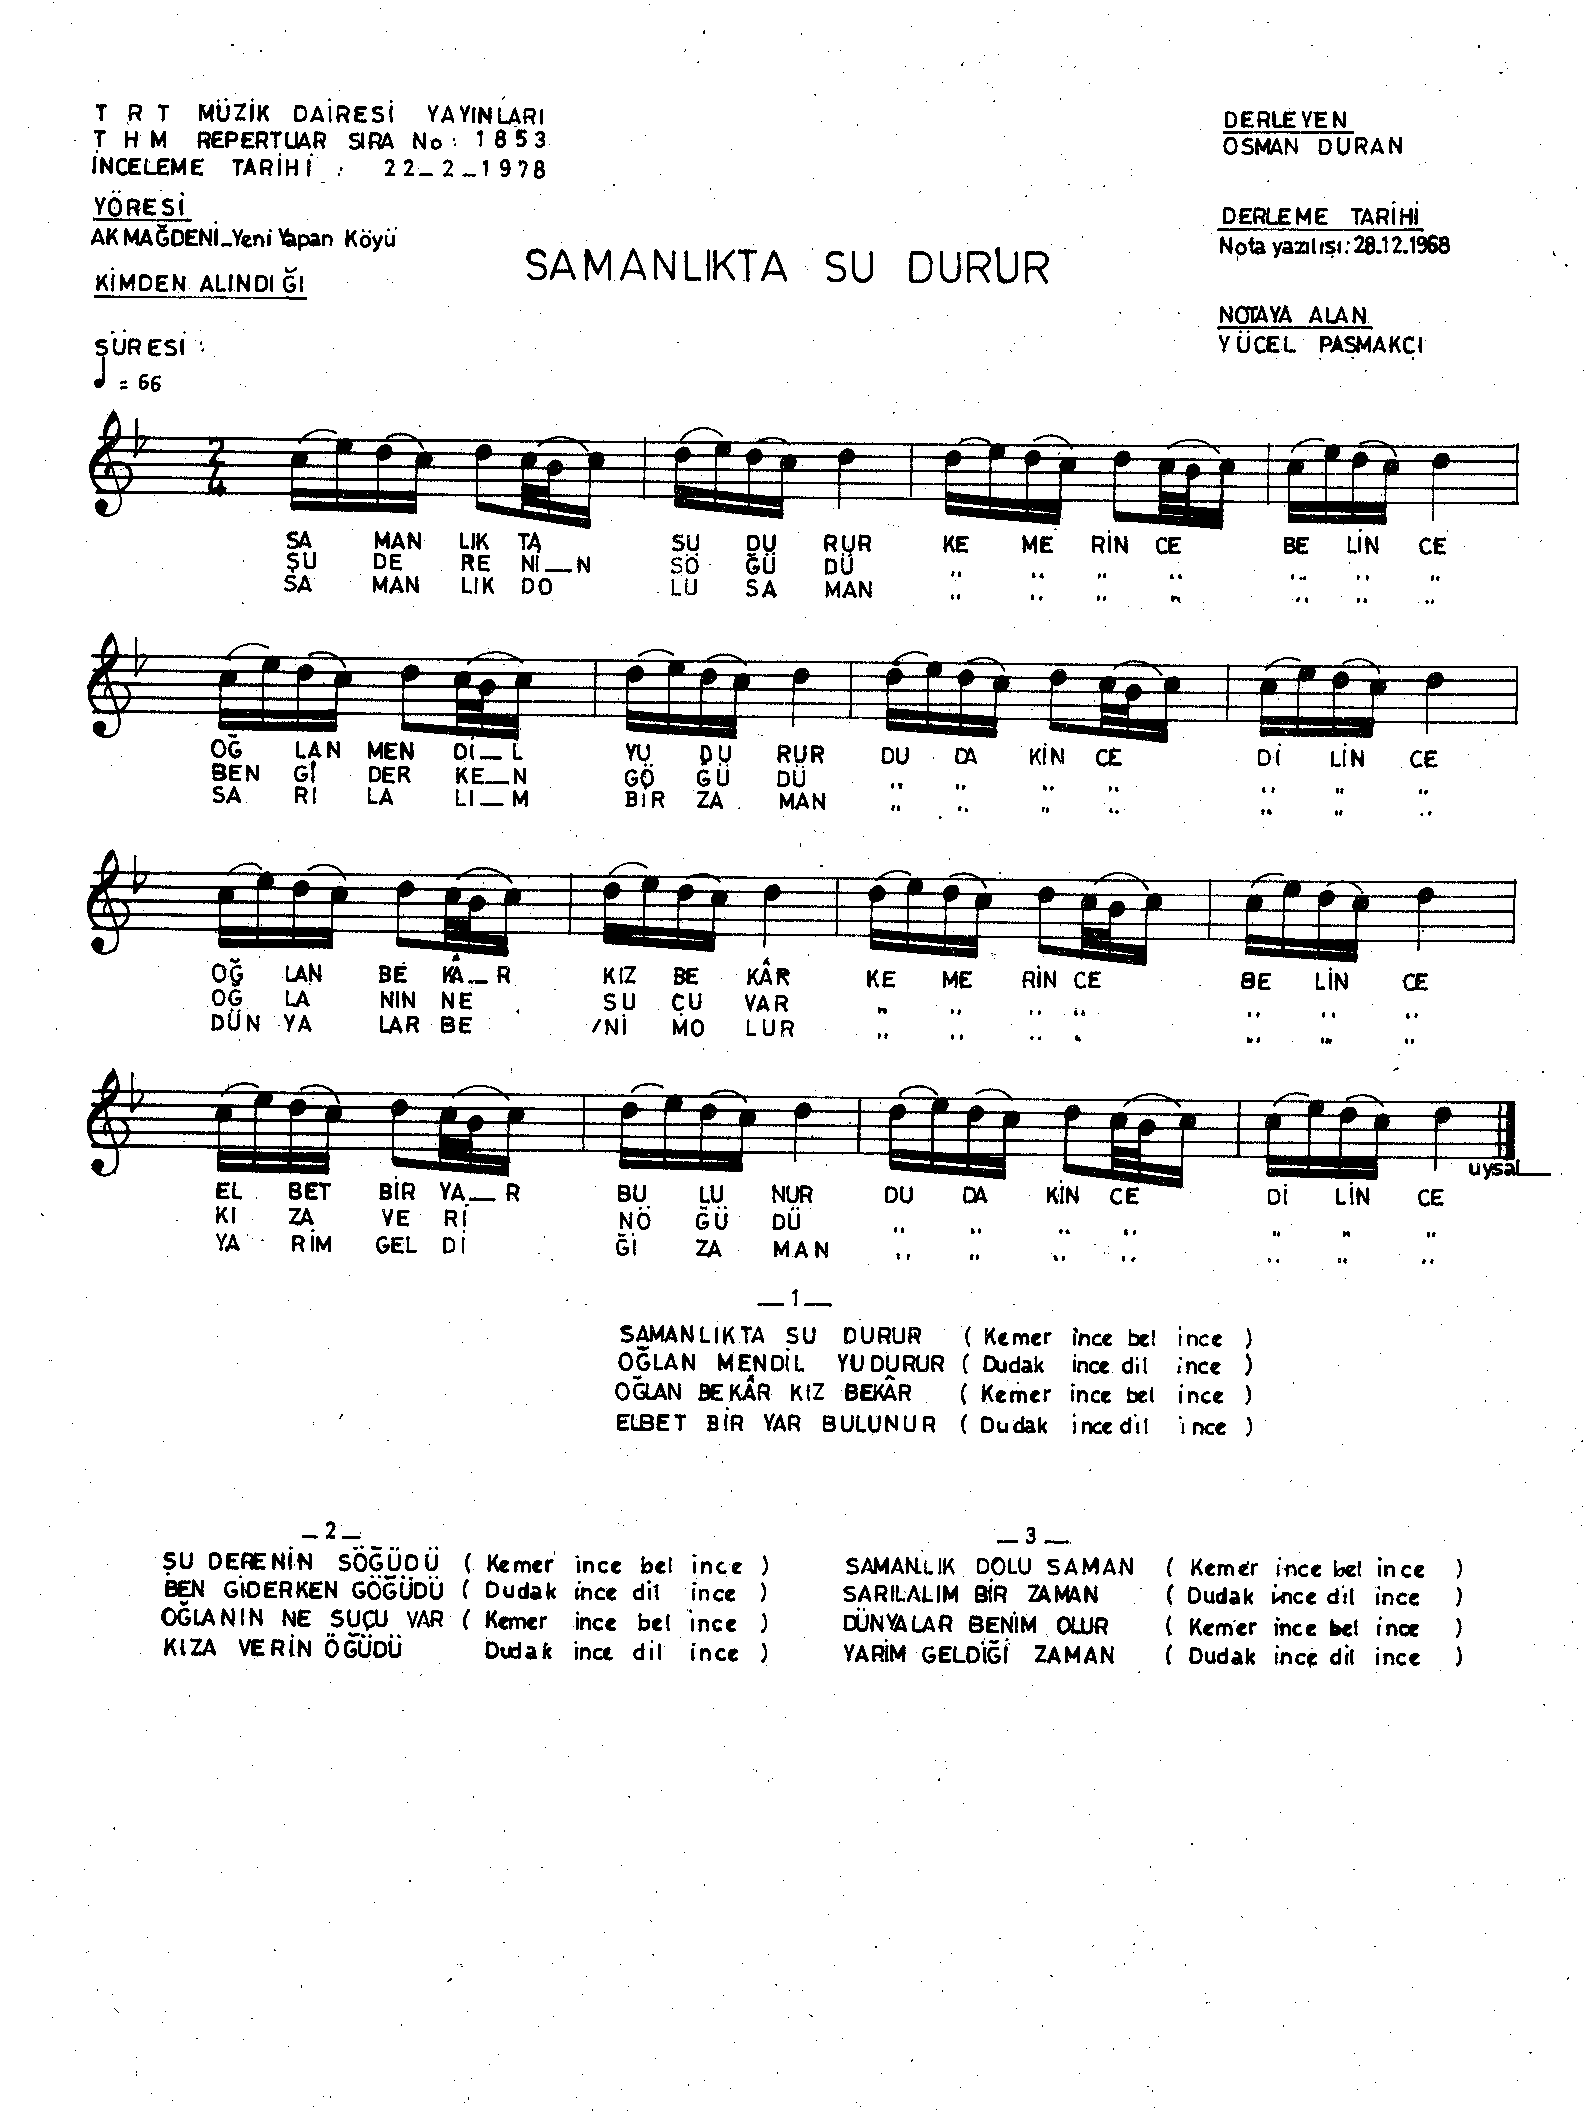 T R T MÜZİK DAİRESİ YAYINLARI
T H M REPERTUAR SIRA No: 1853
İNCELEME TARİHİ : 22_2_1978
DERLEYEN
OSMAN DURAN
YÖRESİ
AKMAĞDENİ_Yeni Yapan Köyü
DERLEME TARİHİ
Nota yazılışı: 28.12.1968
SAMANLIKTA SU DURUR
KİMDEN ALINDIĞI
NOTAYA ALAN
YÜCEL PAŞMAKÇI
SÜRESİ :
= 66
2
4
SA MAN LIK TA SU DU RUR KE ME RİN CE BE LİN CE
ŞU DE RE Nİ__N SÖ ĞÜ DÜ " " " " " " "
SA MAN LIK DO LU SA MAN " " " " " " "
OĞ LAN MEN Dİ__L YU DU RUR DU DA KİN CE Dİ LİN CE
BEN Gİ DER KE__N GÖ ĞÜ DÜ " " " " " " "
SA RI LA LI__M BİR ZA MAN " " " " " " "
OĞ LAN BE KÂ__R KIZ BE KÂR KE ME RİN CE BE LİN CE
OĞ LA NIN NE SU ÇU VAR " " " " " " "
DÜN YA LAR BE /Nİ MO LUR " " " " " " "
uysal
EL BET BİR YA__R BU LU NUR DU DA KİN CE Dİ LİN CE
KI ZA VE Rİ NÖ ĞÜ DÜ " " " " " " "
YA RİM GEL Dİ Ğİ ZA MAN " " " " " " "
_1_
SAMANLIKTA SU DURUR ( Kemer ince bel ince )
OĞLAN MENDİL YUDURUR ( Dudak ince dil ince )
OĞLAN BEKÂR KIZ BEKÂR ( Kemer ince bel ince )
ELBET BİR YAR BULUNUR ( Dudak ince dil ince )
_2_
ŞU DERENİN SÖĞÜDÜ ( Kemer ince bel ince )
BEN GİDERKEN GÖĞÜDÜ ( Dudak ince dil ince )
OĞLANIN NE SUÇU VAR ( Kemer ince bel ince )
KIZA VERİN ÖĞÜDÜ Dudak ince dil ince )
_3_
SAMANLIK DOLU SAMAN ( Kemer ince bel ince )
SARILALIM BİR ZAMAN ( Dudak ince dil ince )
DÜNYALAR BENİM OLUR ( Kemer ince bel ince )
YARİM GELDİĞİ ZAMAN ( Dudak ince dil ince )